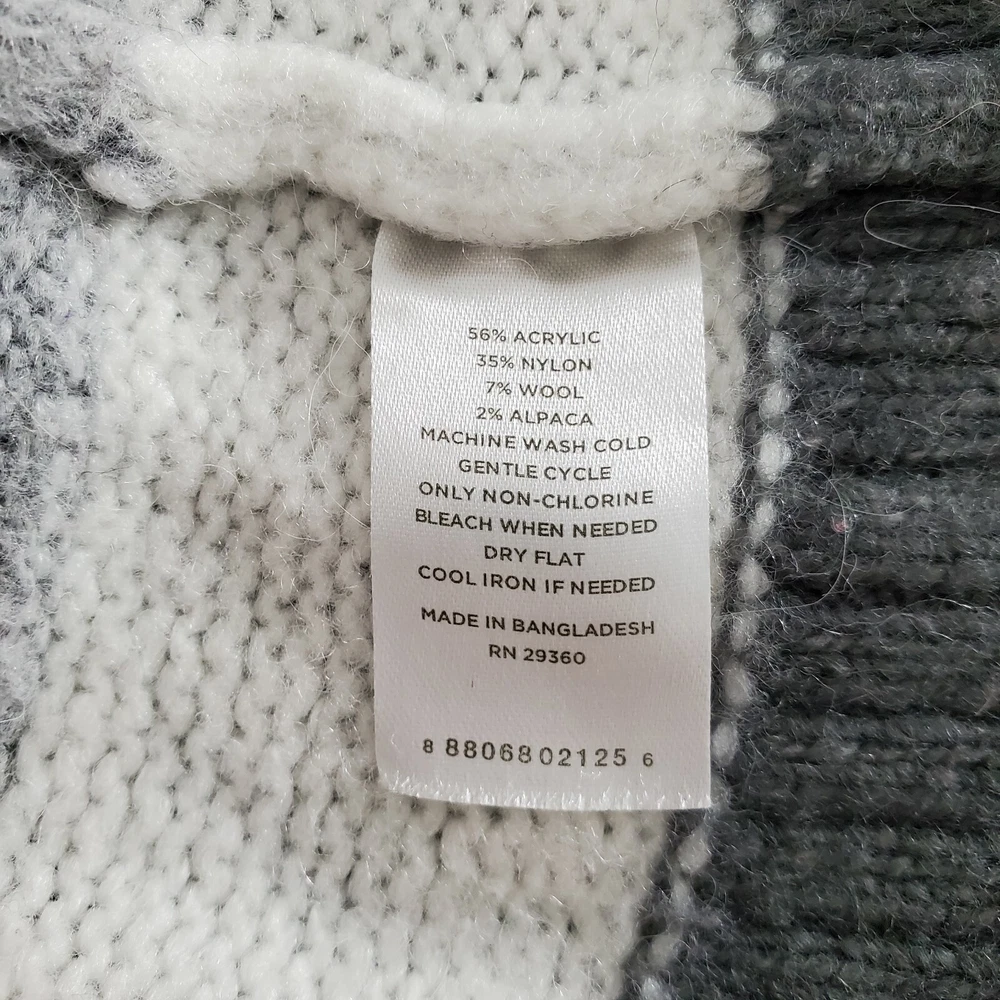 56% ACRYLIC
35% NYLON
7% WOOL
2% ALPACA
MACHINE WASH COLD
GENTLE CYCLE
ONLY NON-CHLORINE
BLEACH WHEN NEEDED
DRY FLAT
COOL IRON IF NEEDED
MADE IN BANGLADESH
RN 29360
8 8806802125 6